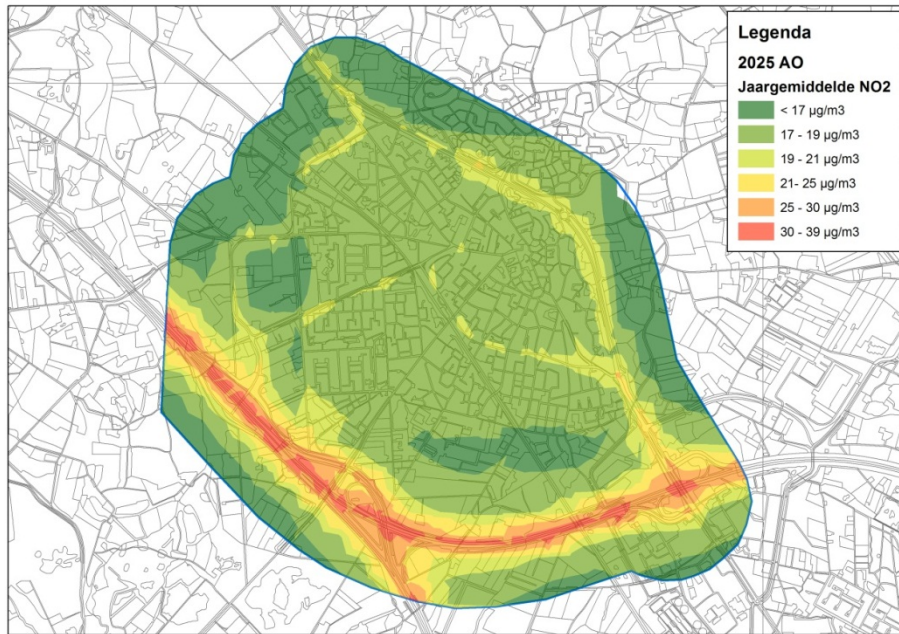 Legenda
2025 AO
Jaargemiddelde NO2
< 17 µg/m3
17 - 19 µg/m3
19 - 21 µg/m3
21- 25 µg/m3
25 - 30 µg/m3
30 - 39 µg/m3